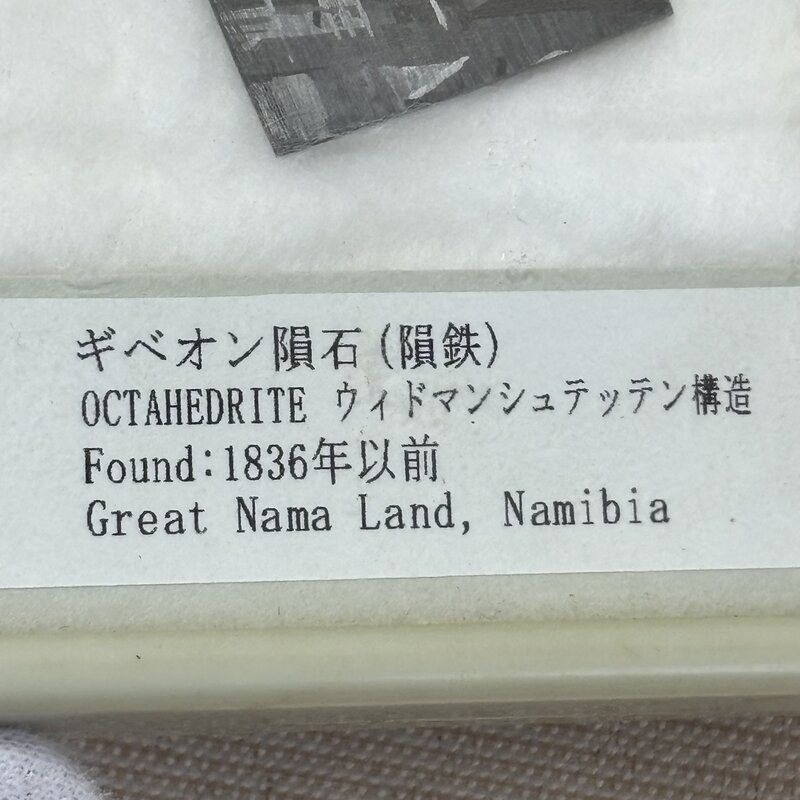 ギベオン隕石(隕鉄)
OCTAHEDRITE ウィドマンシュテッテン構造
Found:1836年以前
Great Nama Land, Namibia